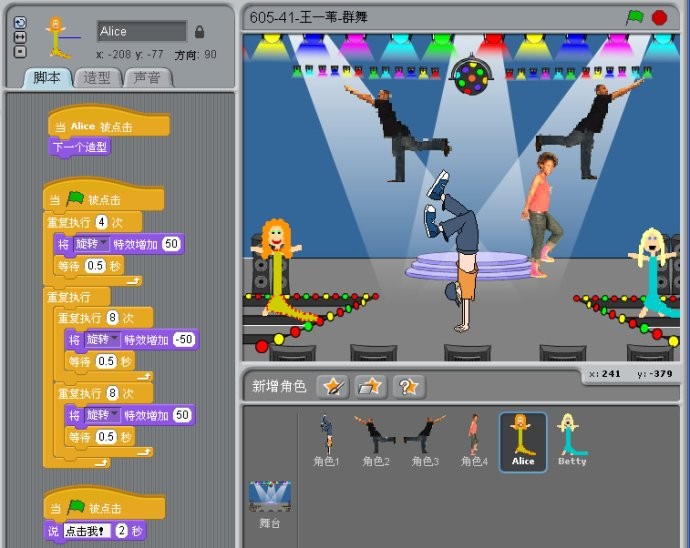 Alice
x: -208 y: -77 方向: 90
脚本 造型 声音
当 Alice 被点击
下一个造型
当 被点击
重复执行 4 次
将 旋转 特效增加 50
等待 0.5 秒
重复执行
重复执行 8 次
将 旋转 特效增加 -50
等待 0.5 秒
重复执行 8 次
将 旋转 特效增加 50
等待 0.5 秒
当 被点击
说 点击我! 2 秒
605-41-王一苇-群舞
x: 241 y: -379
新增角色
角色1 角色2 角色3 角色4 Alice Betty
舞台